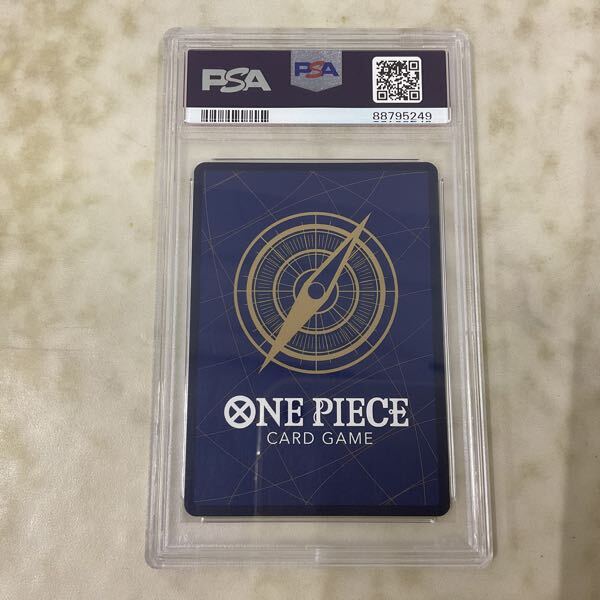 PSA
PSA
88795249
ONE PIECE
CARD GAME